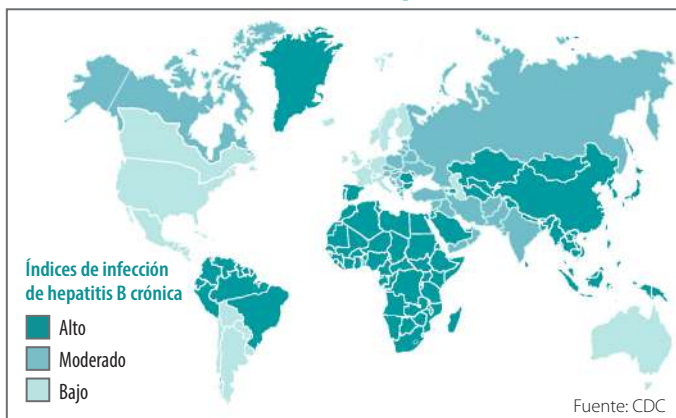 Índices de infección
de hepatitis B crónica
Alto
Moderado
Bajo
Fuente: CDC